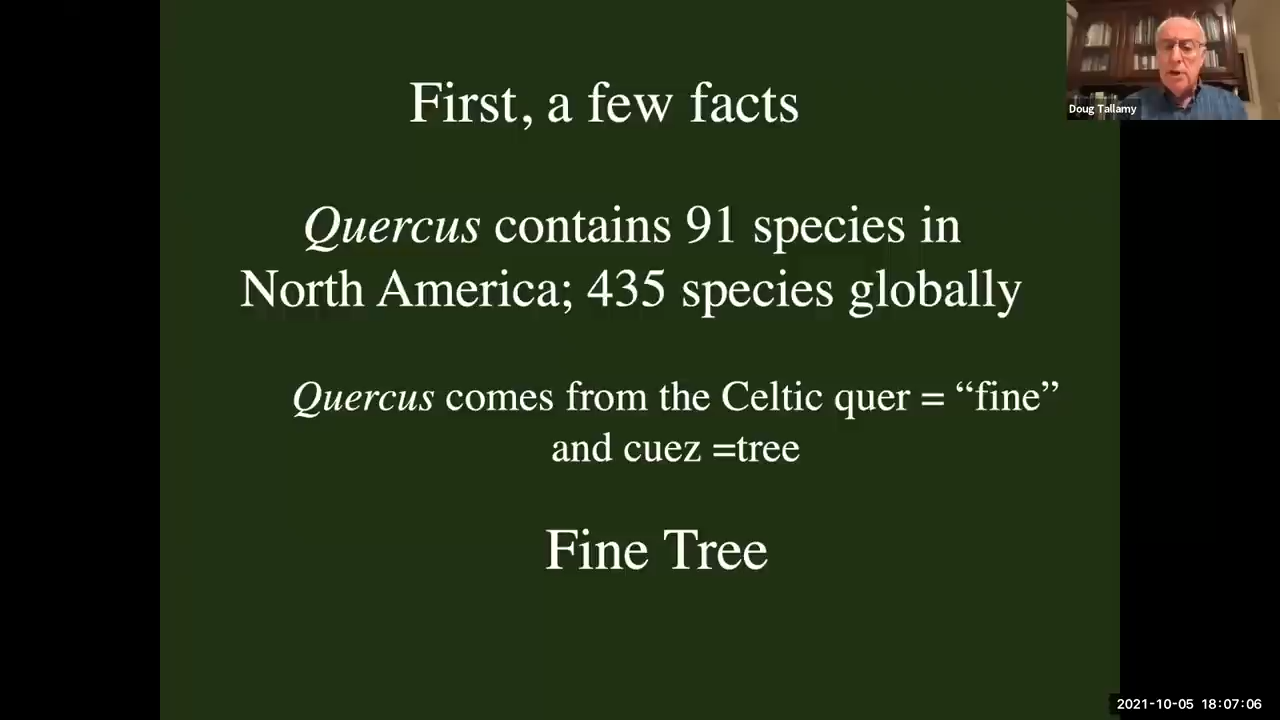 First, a few facts
Doug Tallamy
Quercus contains 91 species in
North America; 435 species globally
Quercus comes from the Celtic quer = “fine”
and cuez =tree
Fine Tree
2021-10-05 18:07:06